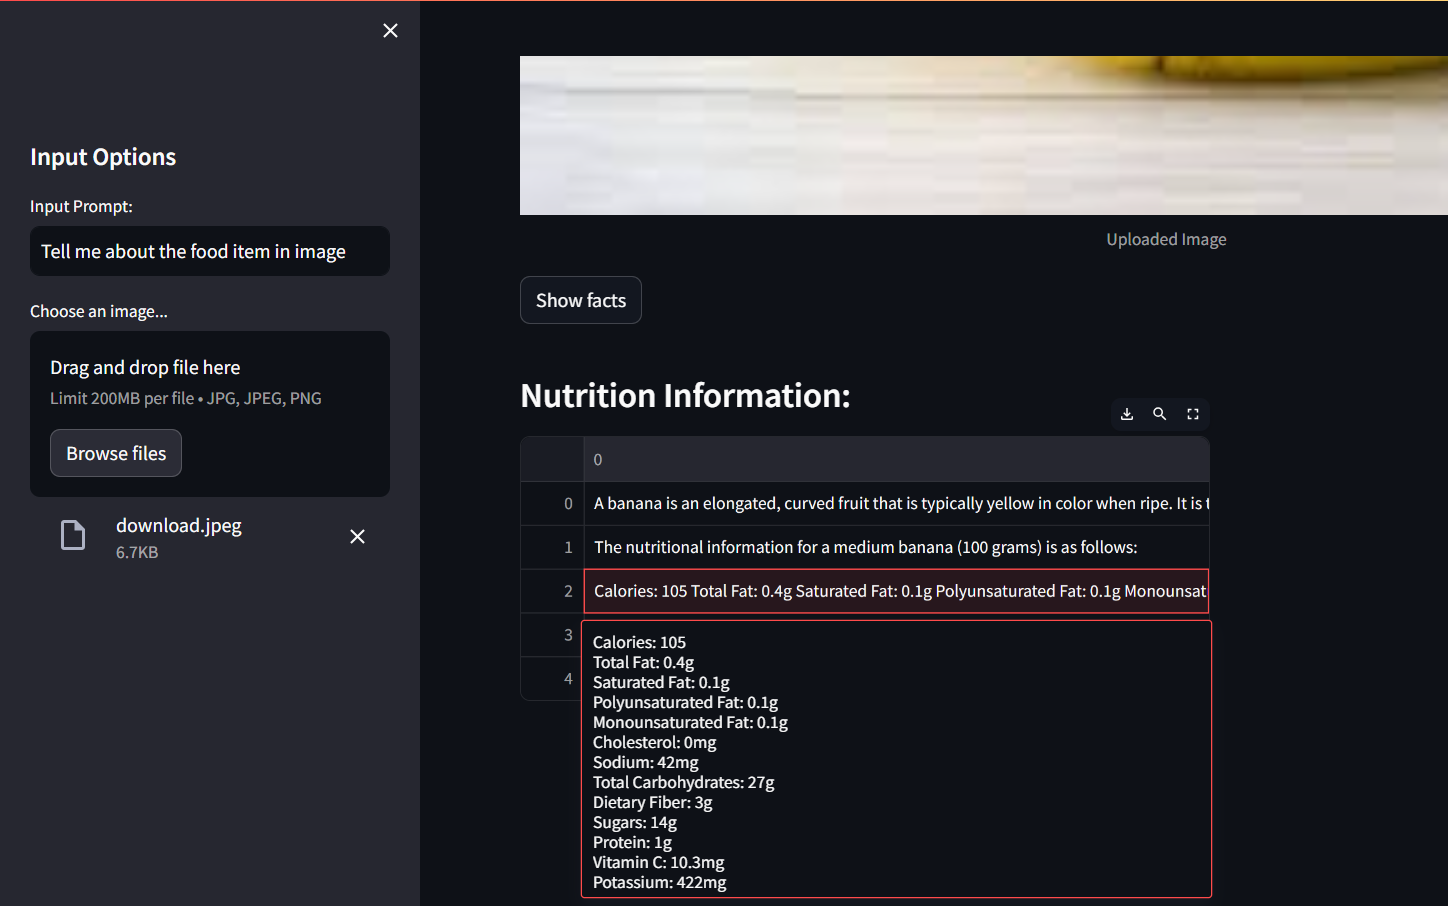 Input Options
Input Prompt:
Tell me about the food item in image
Choose an image...
Drag and drop file here
Limit 200MB per file • JPG, JPEG, PNG
Browse files
download.jpeg
6.7KB
Uploaded Image
Show facts
Nutrition Information:
0
0 A banana is an elongated, curved fruit that is typically yellow in color when ripe. It is
1 The nutritional information for a medium banana (100 grams) is as follows:
2 Calories: 105 Total Fat: 0.4g Saturated Fat: 0.1g Polyunsaturated Fat: 0.1g Monounsat
3
4
Calories: 105
Total Fat: 0.4g
Saturated Fat: 0.1g
Polyunsaturated Fat: 0.1g
Monounsaturated Fat: 0.1g
Cholesterol: 0mg
Sodium: 42mg
Total Carbohydrates: 27g
Dietary Fiber: 3g
Sugars: 14g
Protein: 1g
Vitamin C: 10.3mg
Potassium: 422mg